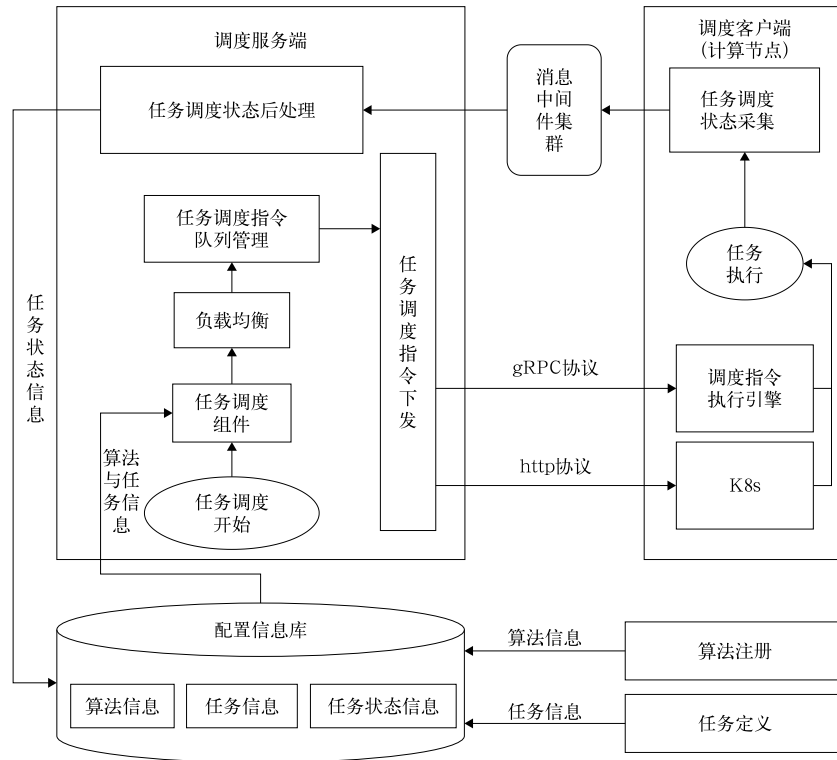 调度服务端
任务调度状态后处理
消息
中间
件集
群
调度客户端
(计算节点)
任务调度
状态采集
任务调度指令
队列管理
任务
执行
任务状态信息
任务调度指令下发
负载均衡
gRPC协议
调度指令
执行引擎
任务调度
组件
算法
与任
务信
息
http协议
K8s
任务调度
开始
配置信息库
算法信息
算法注册
算法信息
任务信息
任务状态信息
任务信息
任务定义